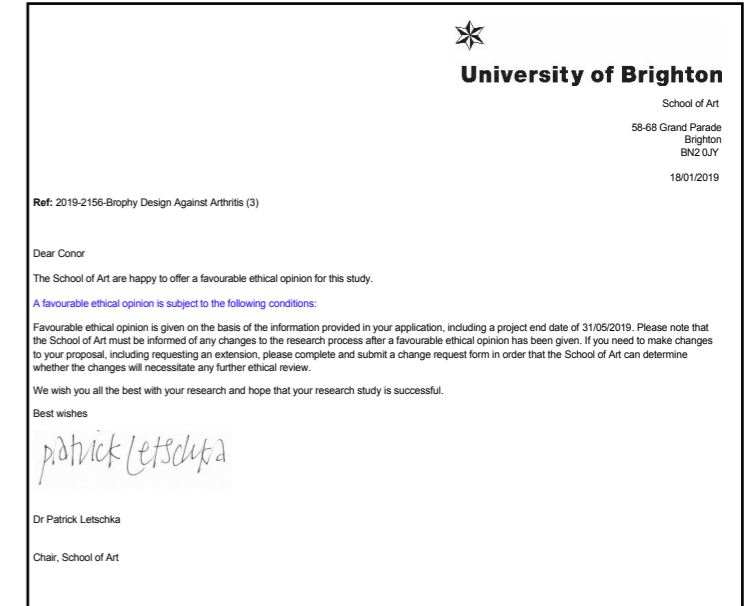 University of Brighton
School of Art
58-68 Grand Parade
Brighton
BN2 0JY
18/01/2019
Ref: 2019-2156-Brophy Design Against Arthritis (3)
Dear Conor
The School of Art are happy to offer a favourable ethical opinion for this study.
A favourable ethical opinion is subject to the following conditions:
Favourable ethical opinion is given on the basis of the information provided in your application, including a project end date of 31/05/2019. Please note that
the School of Art must be informed of any changes to the research process after a favourable ethical opinion has been given. If you need to make changes
to your proposal, including requesting an extension, please complete and submit a change request form in order that the School of Art can determine
whether the changes will necessitate any further ethical review.
We wish you all the best with your research and hope that your research study is successful.
Best wishes
patrick Letschka
Dr Patrick Letschka
Chair, School of Art